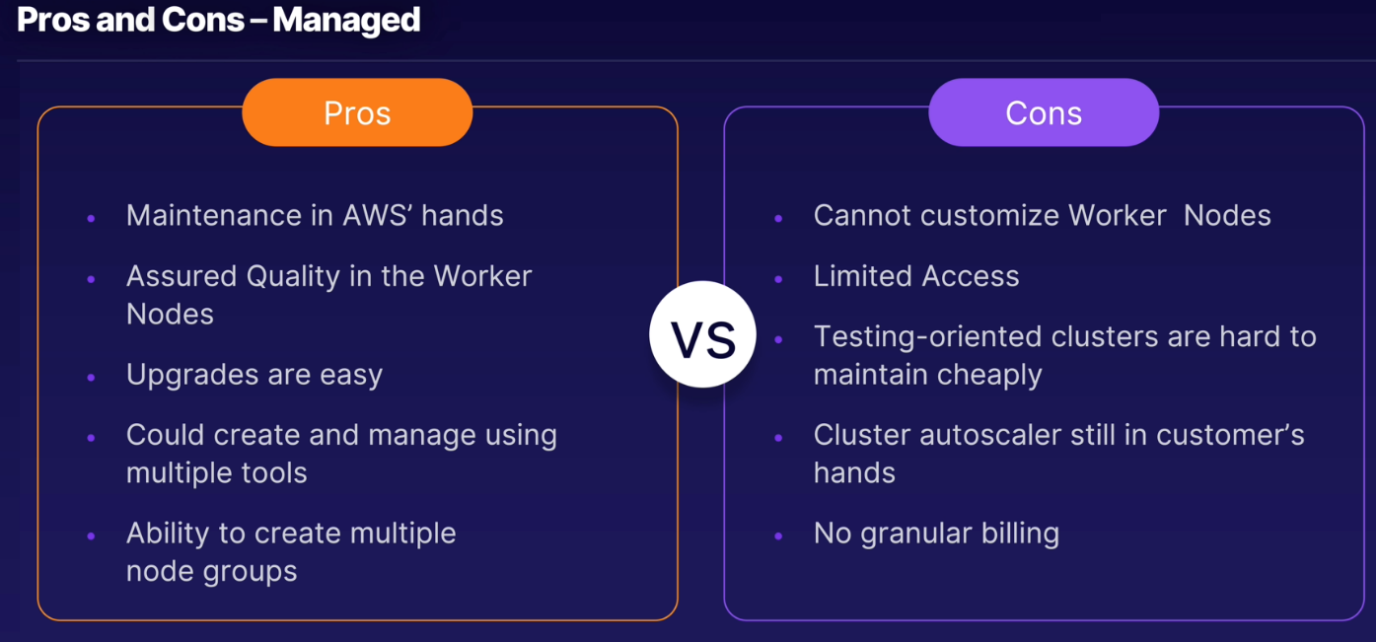 Pros and Cons – Managed
Pros
• Maintenance in AWS’ hands
• Assured Quality in the Worker
Nodes
• Upgrades are easy
• Could create and manage using
multiple tools
• Ability to create multiple
node groups
VS
Cons
• Cannot customize Worker  Nodes
• Limited Access
• Testing-oriented clusters are hard to
maintain cheaply
• Cluster autoscaler still in customer’s
hands
• No granular billing